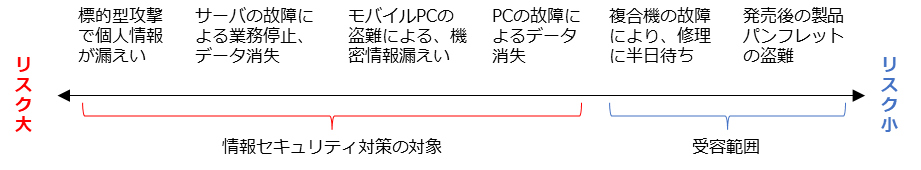 標的型攻撃
で個人情報
が漏えい
サーバの故障に
よる業務停止、
データ消失
モバイルPCの
盗難による、機
密情報漏えい
PCの故障に
よるデータ
消失
複合機の故障
により、修理
に半日待ち
発売後の製品
パンフレット
の盗難
リスク大
リスク小
情報セキュリティ対策の対象
受容範囲